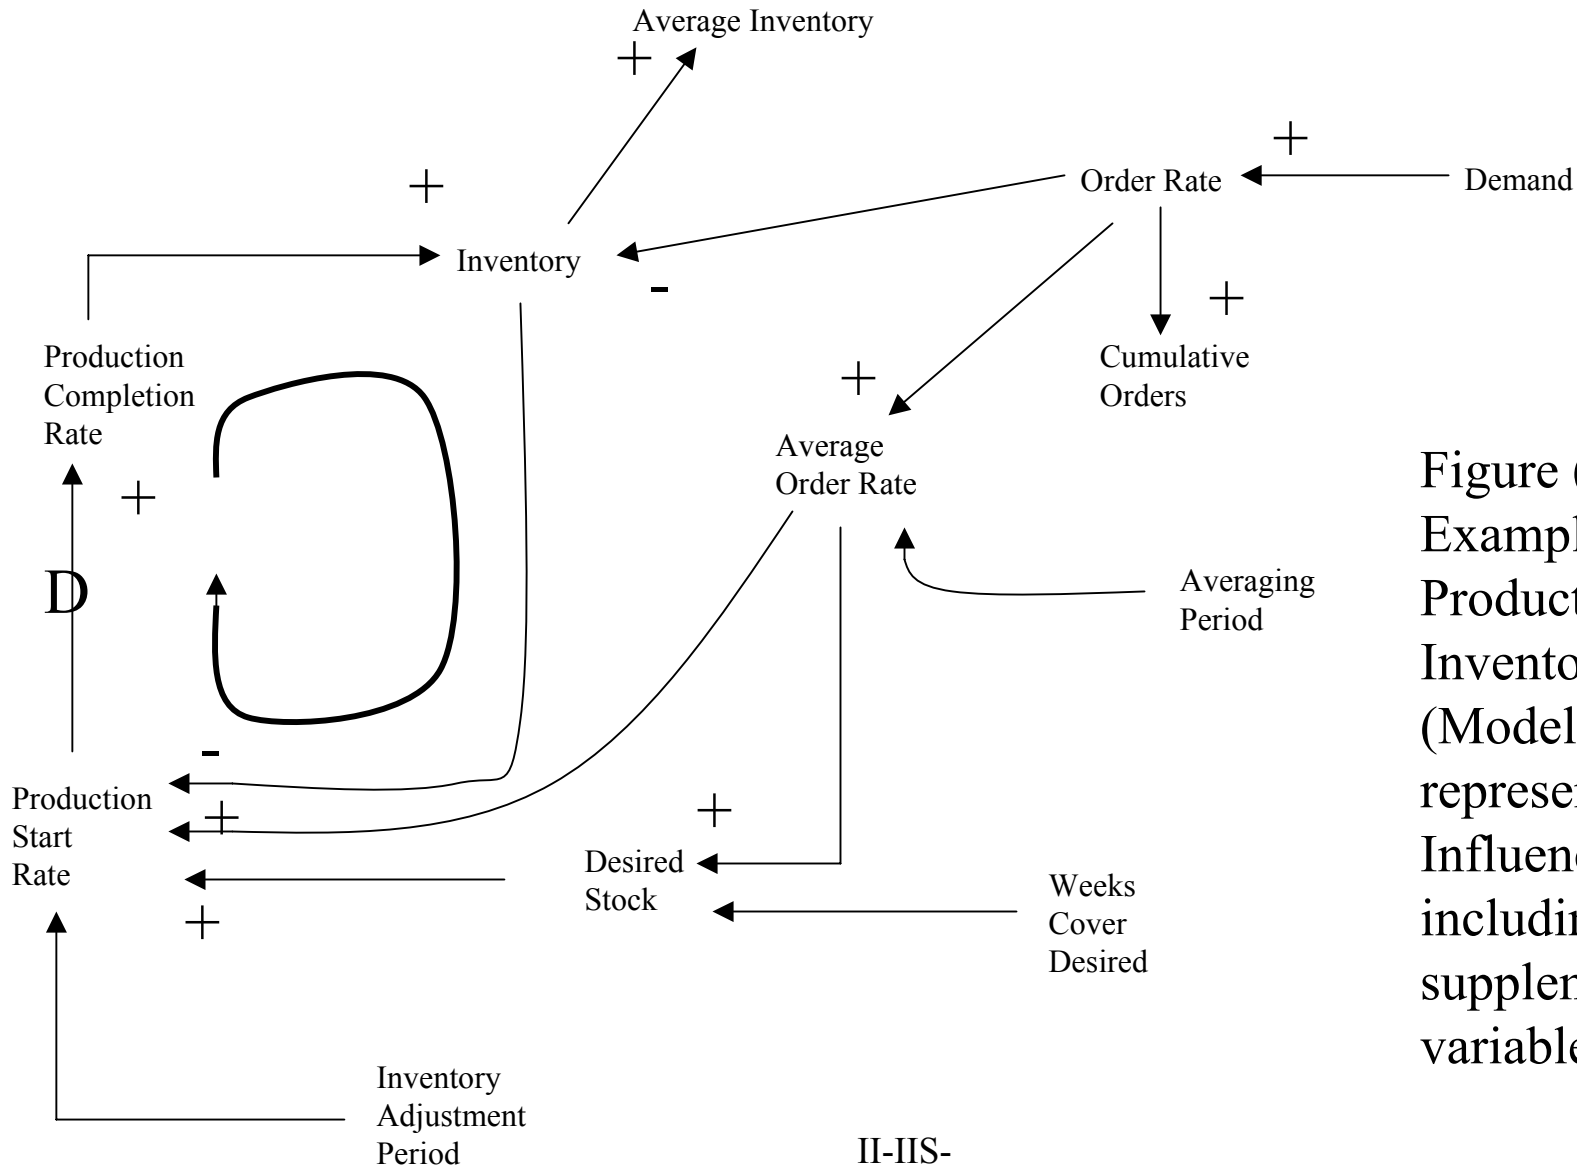 Average Inventory
+
+
Order Rate
+
Demand
Inventory
-
+
Production
Completion
Rate
Cumulative
Orders
+
Average
Order Rate
+
D
Averaging
Period
-
Production
Start
Rate
+
+
Desired
Stock
+
Weeks
Cover
Desired
Inventory
Adjustment
Period
II-IIS-
Figure (